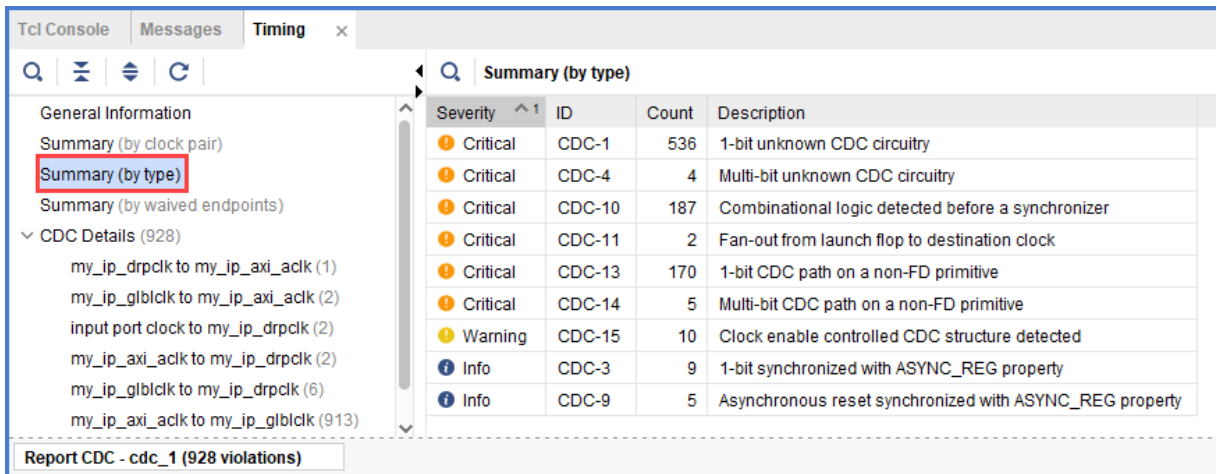 Tcl Console Messages Timing ×
Summary (by type)
General Information
Summary (by clock pair)
Summary (by type)
Summary (by waived endpoints)
CDC Details (928)
my_ip_drpclk to my_ip_axi_aclk (1)
my_ip_glblclk to my_ip_axi_aclk (2)
input port clock to my_ip_drpclk (2)
my_ip_axi_aclk to my_ip_drpclk (2)
my_ip_glblclk to my_ip_drpclk (6)
my_ip_axi_aclk to my_ip_glblclk (913)
Severity 1 ID Count Description
Critical CDC-1 536 1-bit unknown CDC circuitry
Critical CDC-4 4 Multi-bit unknown CDC circuitry
Critical CDC-10 187 Combinational logic detected before a synchronizer
Critical CDC-11 2 Fan-out from launch flop to destination clock
Critical CDC-13 170 1-bit CDC path on a non-FD primitive
Critical CDC-14 5 Multi-bit CDC path on a non-FD primitive
Warning CDC-15 10 Clock enable controlled CDC structure detected
Info CDC-3 9 1-bit synchronized with ASYNC_REG property
Info CDC-9 5 Asynchronous reset synchronized with ASYNC_REG property
Report CDC - cdc_1 (928 violations)